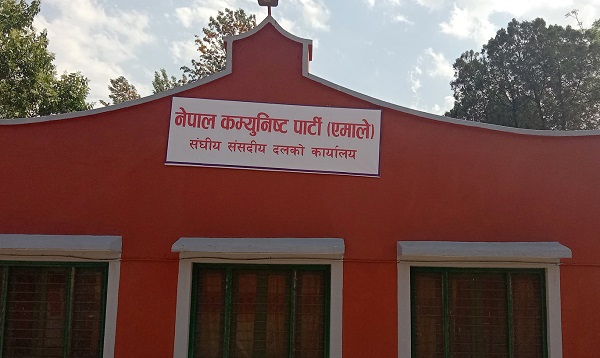 नेपाल कम्युनिष्ट पार्टी (एमाले)
संघीय संसदीय दलको कार्यालय